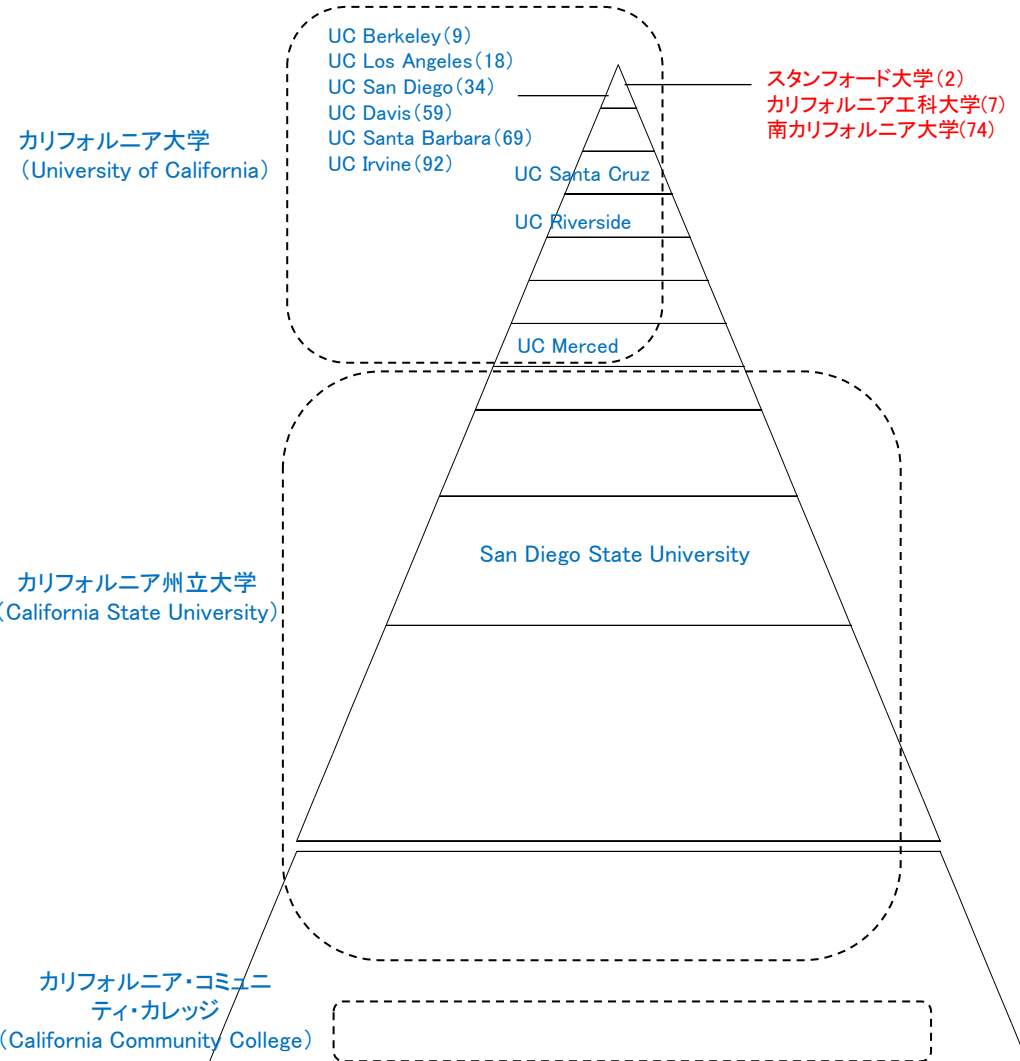 UC Berkeley（9）
UC Los Angeles（18）
UC San Diego（34）
UC Davis（59）
UC Santa Barbara（69）
UC Irvine（92）
スタンフォード大学（2）
カリフォルニア工科大学(7)
南カリフォルニア大学(74)
カリフォルニア大学
（University of California）
UC Santa Cruz
UC Riverside
UC Merced
San Diego State University
カリフォルニア州立大学
（California State University）
カリフォルニア・コミュニ
ティ・カレッジ
（California Community College）